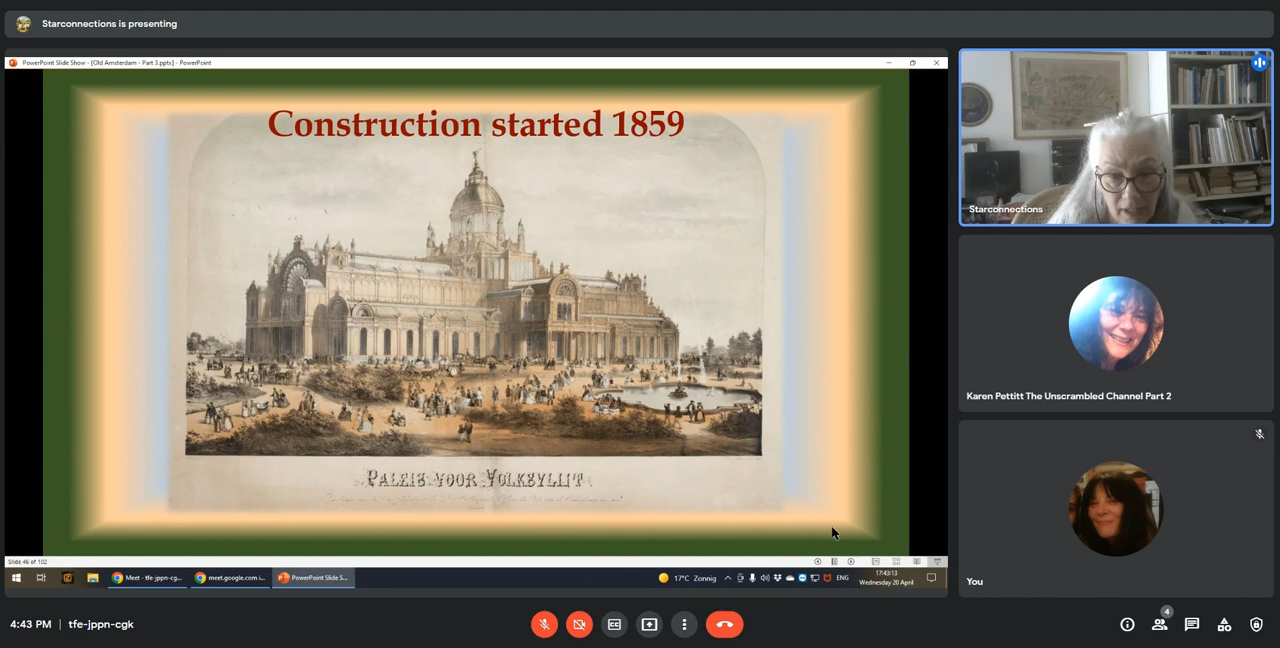 Starconnections is presenting
PowerPoint Slide Show - [Old Amsterdam - Part 3.ppts] - PowerPoint
Construction started 1859
PALEIS VOOR VOLKSVLIJT
Slide 46 of 102
Meet - tfe-jppn-cg...
meet.google.com i...
PowerPoint Slide S...
17°C Zonnig
ENG
17:43:13
Wednesday 20 April
Starconnections
Karen Pettitt The Unscrambled Channel Part 2
You
4:43 PM | tfe-jppn-cgk
4